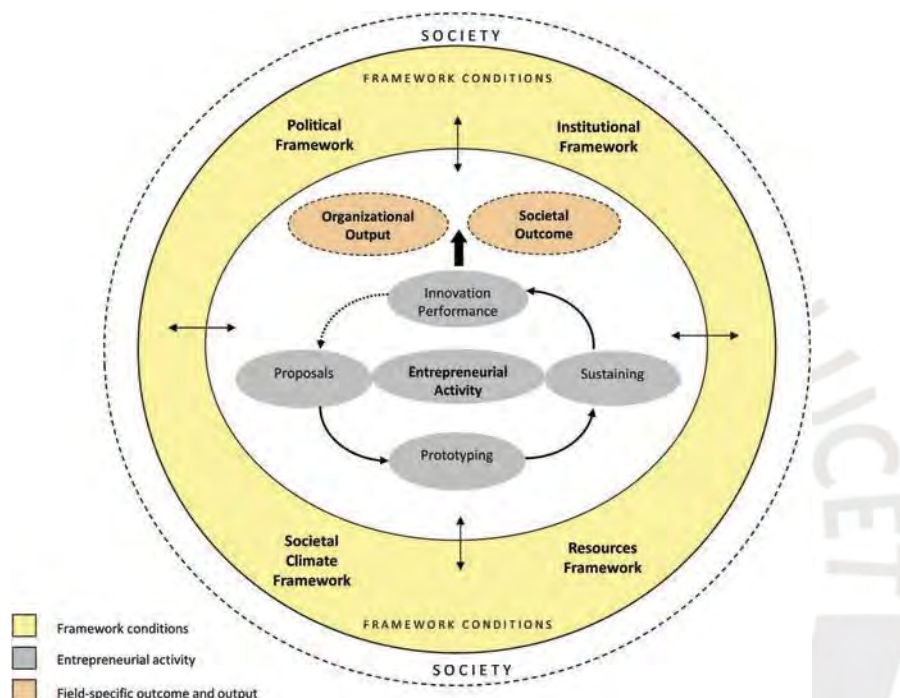 SOCIETY
FRAMEWORK CONDITIONS
Political
Framework
Institutional
Framework
Organizational
Output
Societal
Outcome
Innovation
Performance
Proposals
Entrepreneurial
Activity
Sustaining
Prototyping
Societal
Climate
Framework
Resources
Framework
FRAMEWORK CONDITIONS
SOCIETY
Framework conditions
Entrepreneurial activity
Field-specific outcome and output